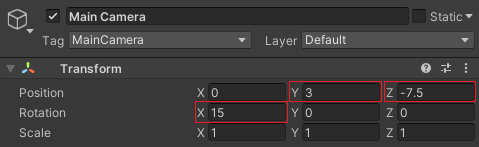 Main Camera Static
Tag MainCamera Layer Default
Transform
Position X 0 Y 3 Z -7.5
Rotation X 15 Y 0 Z 0
Scale X 1 Y 1 Z 1